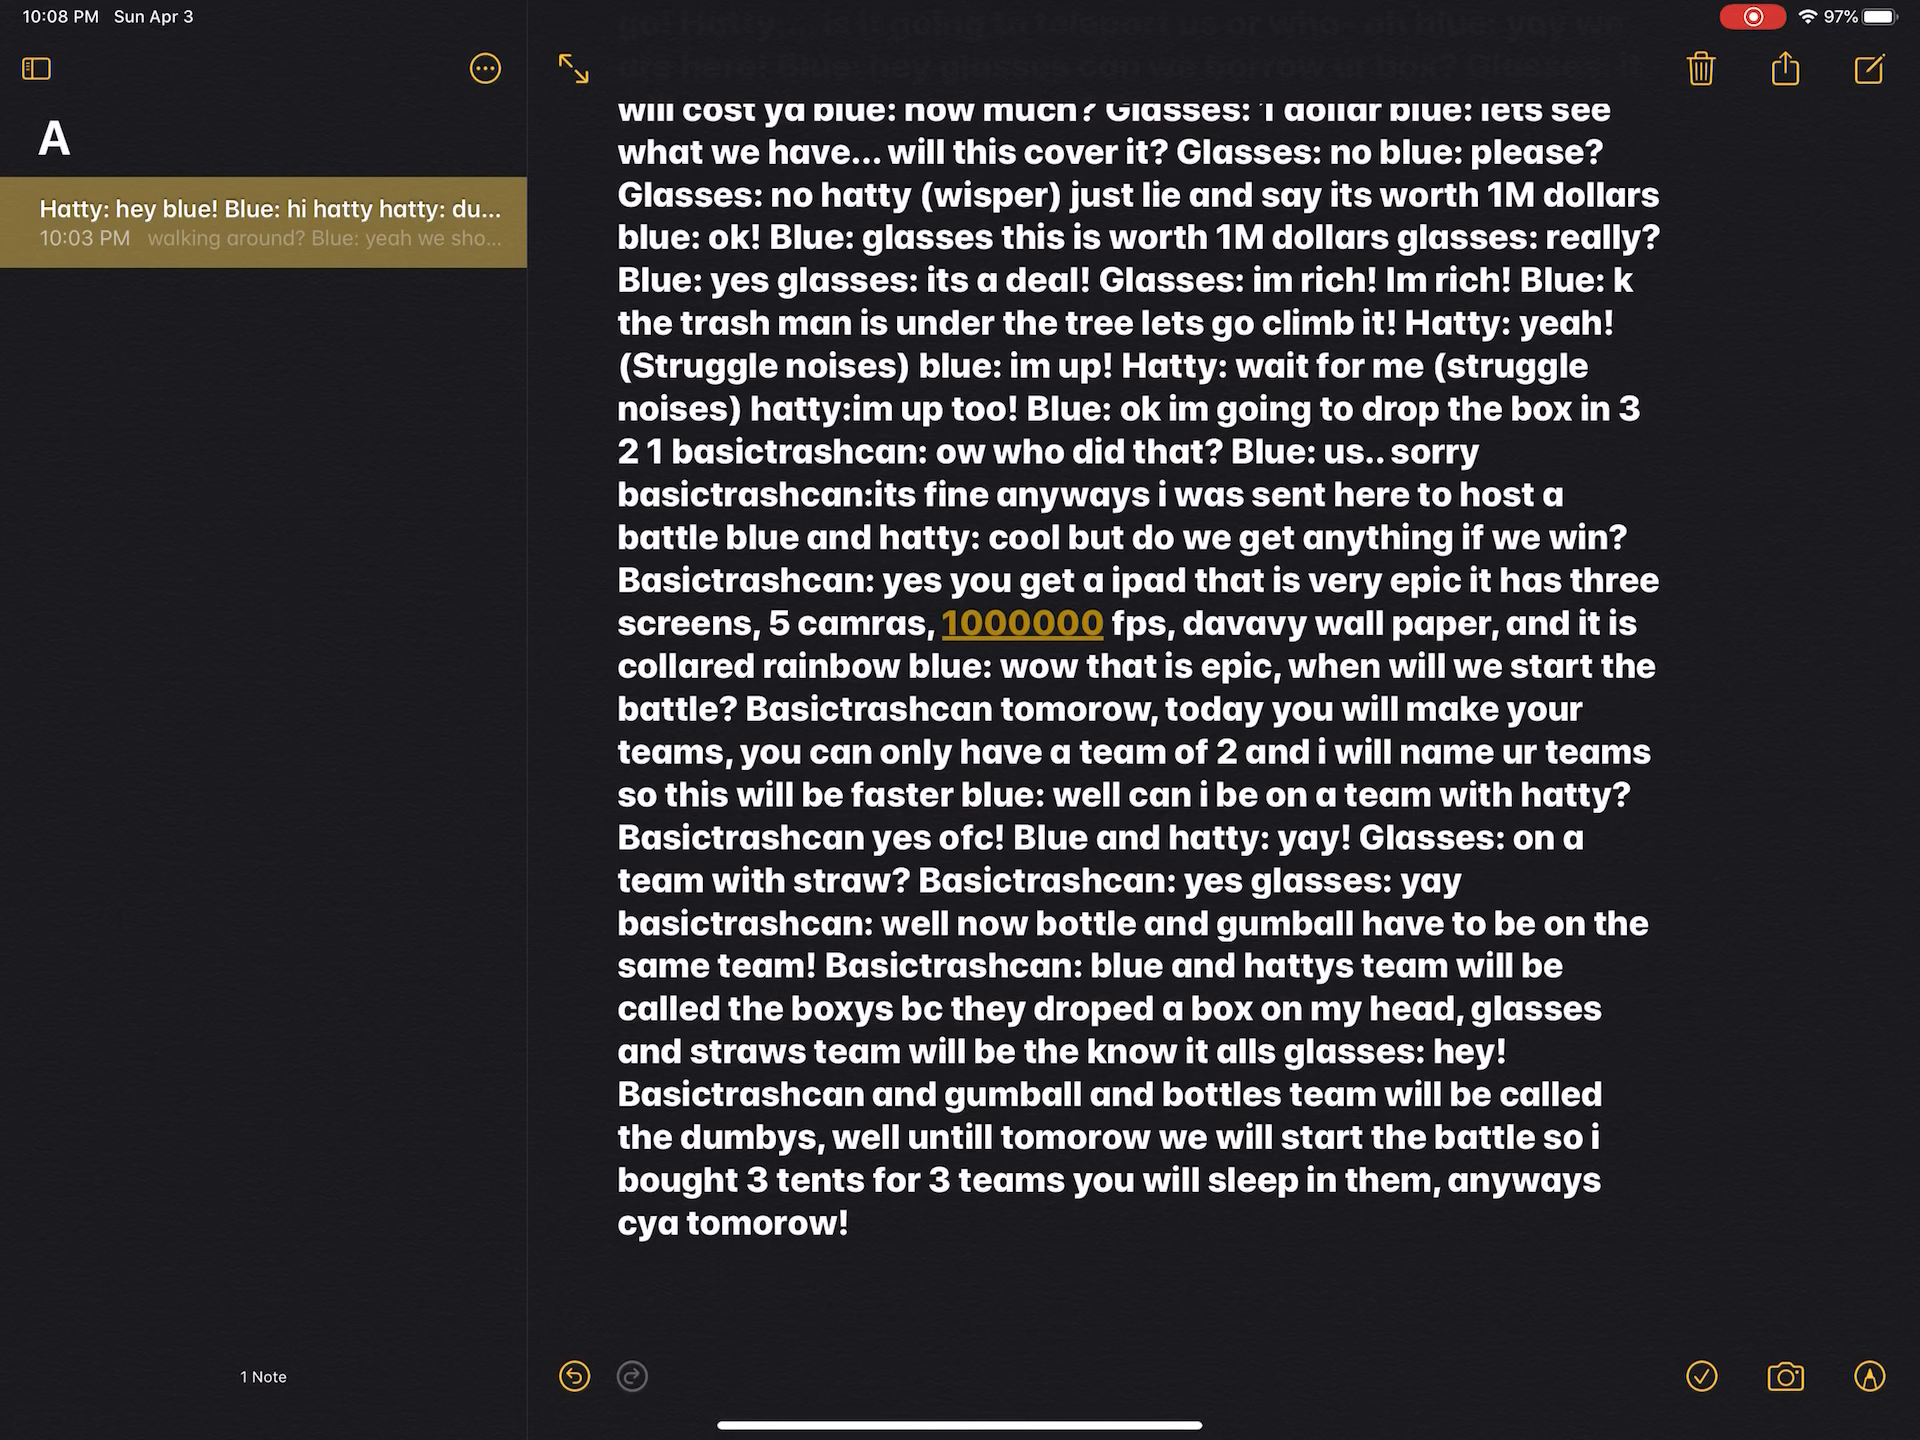 10:08 PM Sun Apr 3
97%
A
Hatty: hey blue! Blue: hi hatty hatty: du...
10:03 PM walking around? Blue: yeah we sho...
1 Note
will cost ya blue: how much? Glasses: 1 dollar blue: lets see
what we have... will this cover it? Glasses: no blue: please?
Glasses: no hatty (wisper) just lie and say its worth 1M dollars
blue: ok! Blue: glasses this is worth 1M dollars glasses: really?
Blue: yes glasses: its a deal! Glasses: im rich! Im rich! Blue: k
the trash man is under the tree lets go climb it! Hatty: yeah!
(Struggle noises) blue: im up! Hatty: wait for me (struggle
noises) hatty:im up too! Blue: ok im going to drop the box in 3
2 1 basictrashcan: ow who did that? Blue: us.. sorry
basictrashcan:its fine anyways i was sent here to host a
battle blue and hatty: cool but do we get anything if we win?
Basictrashcan: yes you get a ipad that is very epic it has three
screens, 5 camras, 1000000 fps, davavy wall paper, and it is
collared rainbow blue: wow that is epic, when will we start the
battle? Basictrashcan tomorow, today you will make your
teams, you can only have a team of 2 and i will name ur teams
so this will be faster blue: well can i be on a team with hatty?
Basictrashcan yes ofc! Blue and hatty: yay! Glasses: on a
team with straw? Basictrashcan: yes glasses: yay
basictrashcan: well now bottle and gumball have to be on the
same team! Basictrashcan: blue and hattys team will be
called the boxys bc they droped a box on my head, glasses
and straws team will be the know it alls glasses: hey!
Basictrashcan and gumball and bottles team will be called
the dumbys, well untill tomorow we will start the battle so i
bought 3 tents for 3 teams you will sleep in them, anyways
cya tomorow!